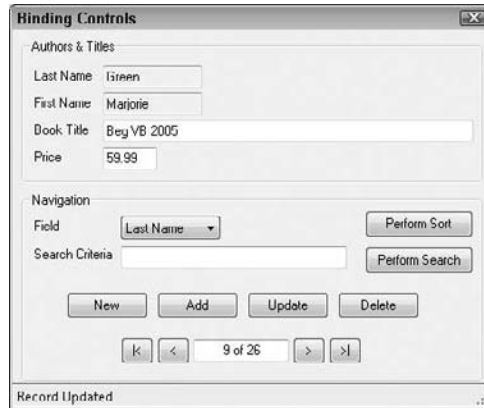 Binding Controls
Authors & Titles
Last Name Green
First Name Marjorie
Book Title Beg VB 2005
Price 59.99
Navigation
Field Last Name Perform Sort
Search Criteria Perform Search
New Add Update Delete
|< < 9 of 26 > >|
Record Updated